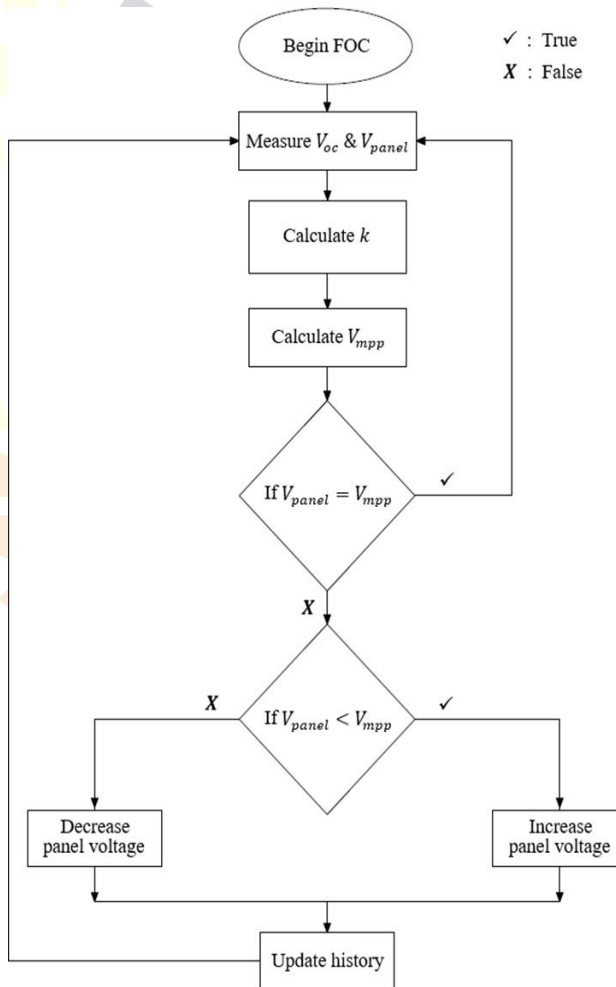 Begin FOC
✓ : True
X : False
Measure V_oc & V_panel
Calculate k
Calculate V_mpp
If V_panel = V_mpp
✓
X
X
If V_panel < V_mpp
✓
Decrease
panel voltage
Increase
panel voltage
Update history